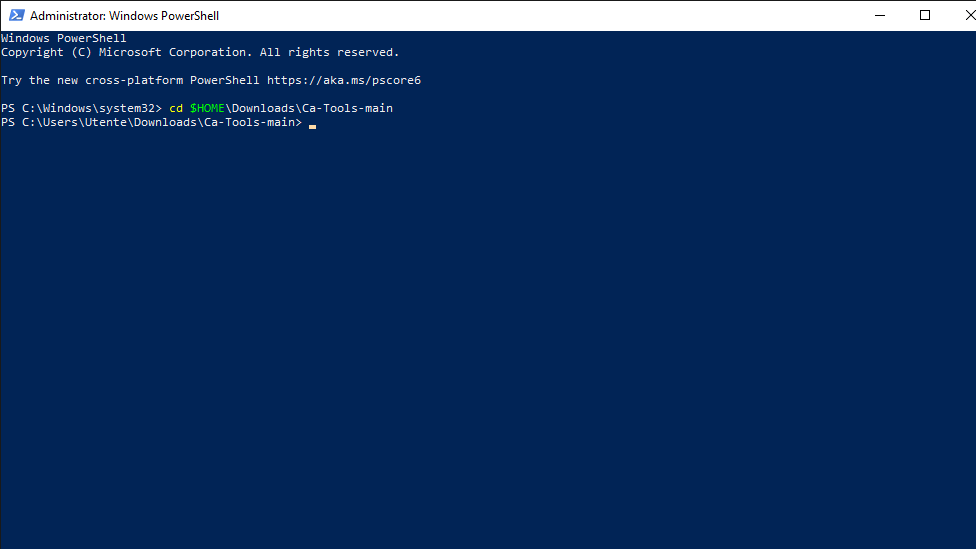 Administrator: Windows PowerShell
Windows PowerShell
Copyright (C) Microsoft Corporation. All rights reserved.
Try the new cross-platform PowerShell https://aka.ms/pscore6
PS C:\Windows\system32> cd $HOME\Downloads\Ca-Tools-main
PS C:\Users\Utente\Downloads\Ca-Tools-main>